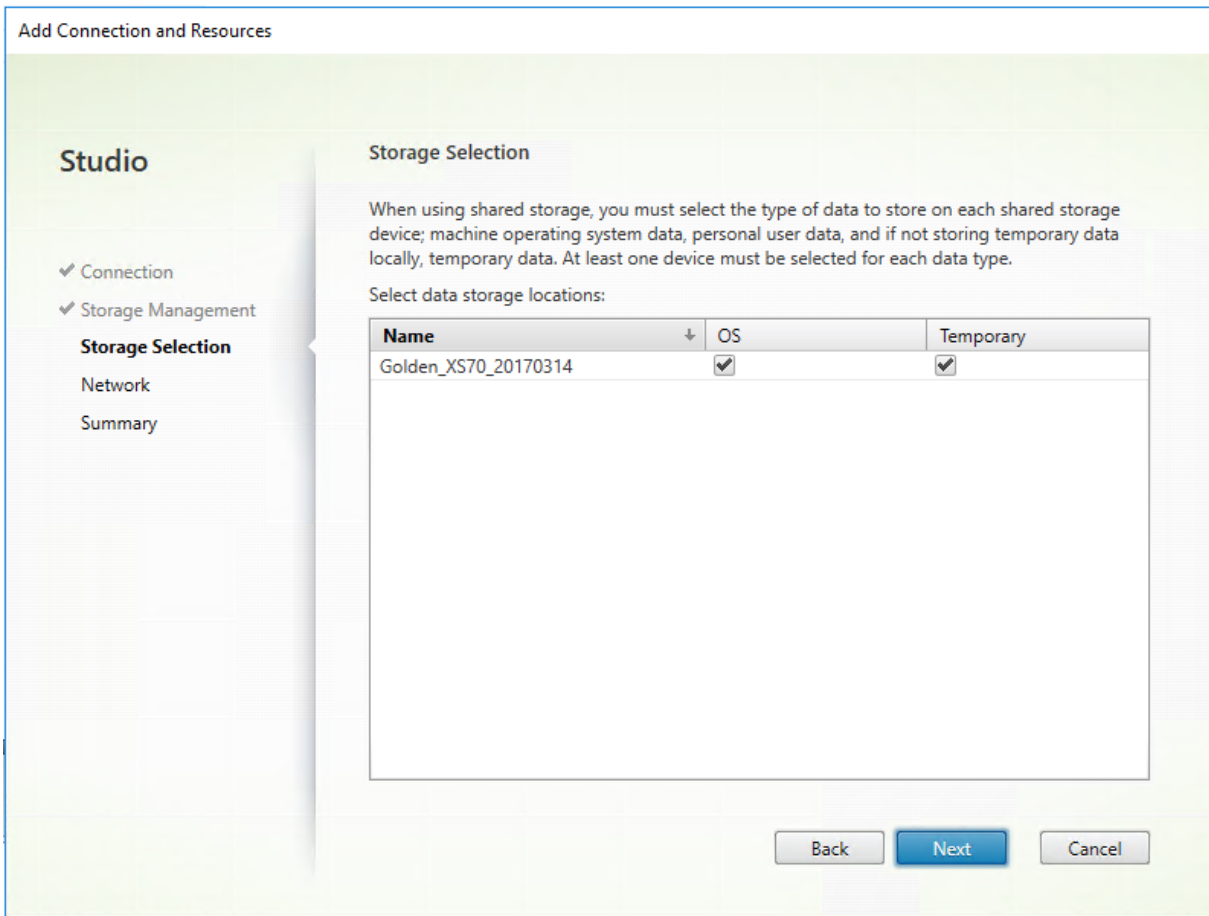 Add Connection and Resources
Studio
Connection
Storage Management
Storage Selection
Network
Summary
Storage Selection
When using shared storage, you must select the type of data to store on each shared storage
device; machine operating system data, personal user data, and if not storing temporary data
locally, temporary data. At least one device must be selected for each data type.
Select data storage locations:
Name OS Temporary
Golden_XS70_20170314
Back Next Cancel